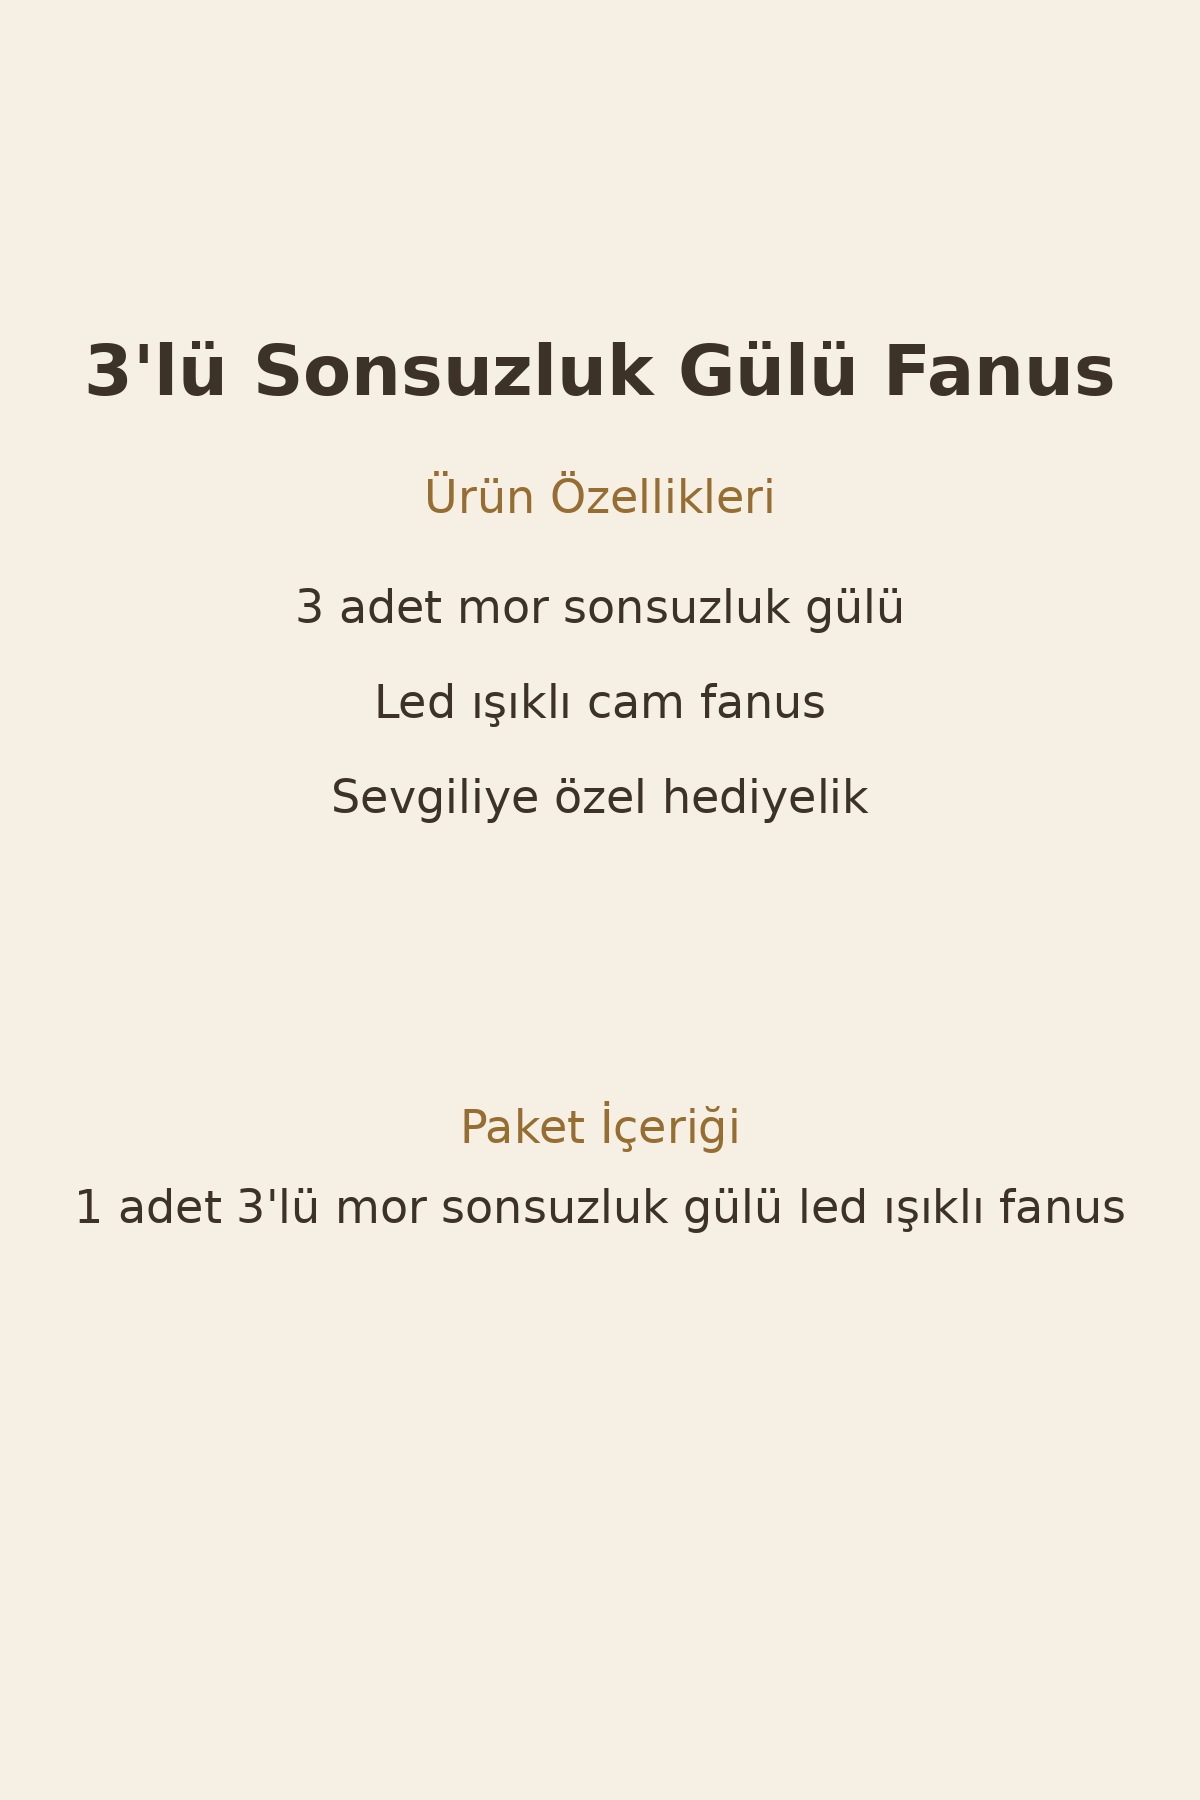 3'lü Sonsuzluk Gülü Fanus
Ürün Özellikleri
3 adet mor sonsuzluk gülü
Led ışıklı cam fanus
Sevgiliye özel hediyelik
Paket İçeriği
1 adet 3'lü mor sonsuzluk gülü led ışıklı fanus